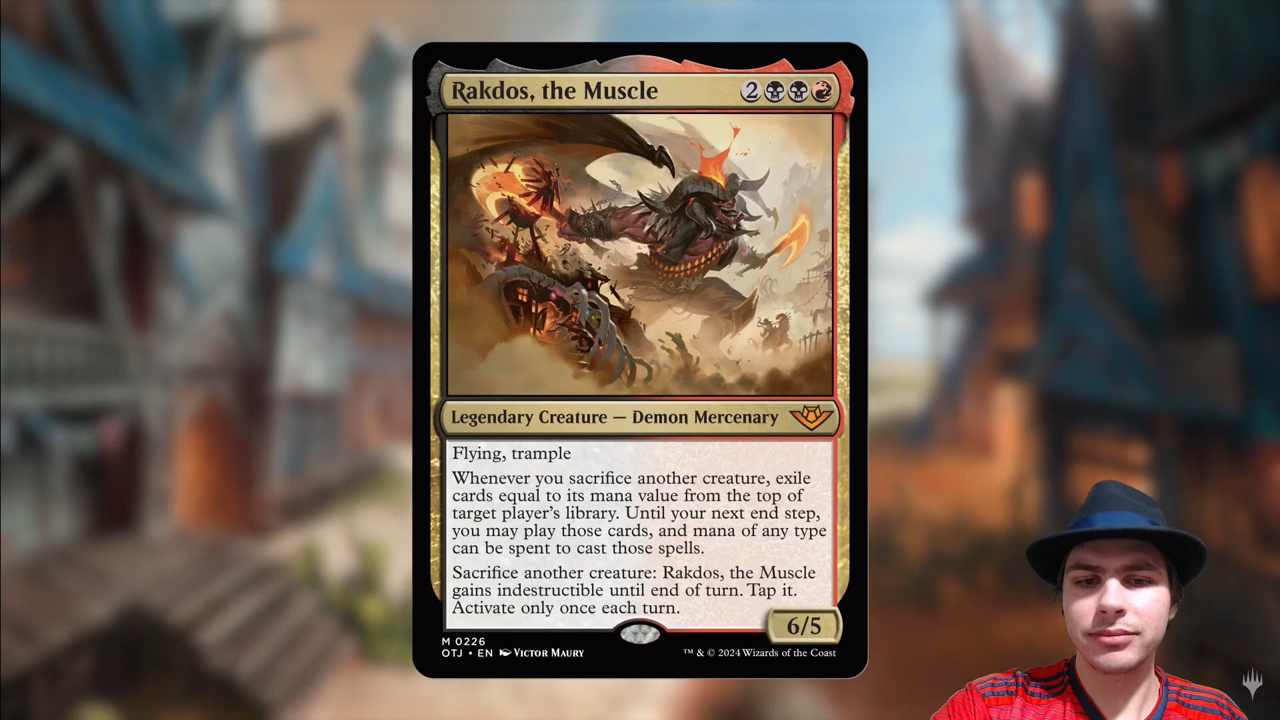 Rakdos, the Muscle 2
Legendary Creature — Demon Mercenary
Flying, trample
Whenever you sacrifice another creature, exile
cards equal to its mana value from the top of
target player's library. Until your next end step,
you may play those cards, and mana of any type
can be spent to cast those spells.
Sacrifice another creature: Rakdos, the Muscle
gains indestructible until end of turn. Tap it.
Activate only once each turn.
6/5
M 0226
OTJ • EN Victor Maury
™ & © 2024 Wizards of the Coast